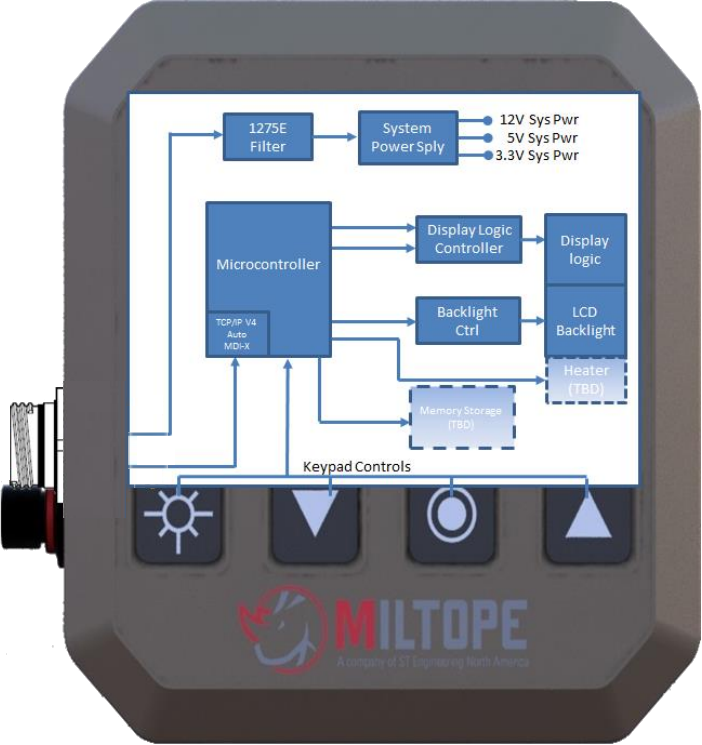 1275E
Filter
System
Power Sply
12V Sys Pwr
5V Sys Pwr
3.3V Sys Pwr
Microcontroller
TCP/IP V4
Auto
MDI-X
Display Logic
Controller
Display
logic
Backlight
Ctrl
LCD
Backlight
Heater
(TBD)
Memory Storage
(TBD)
Keypad Controls
MILTOPE
A company of ST Engineering North America